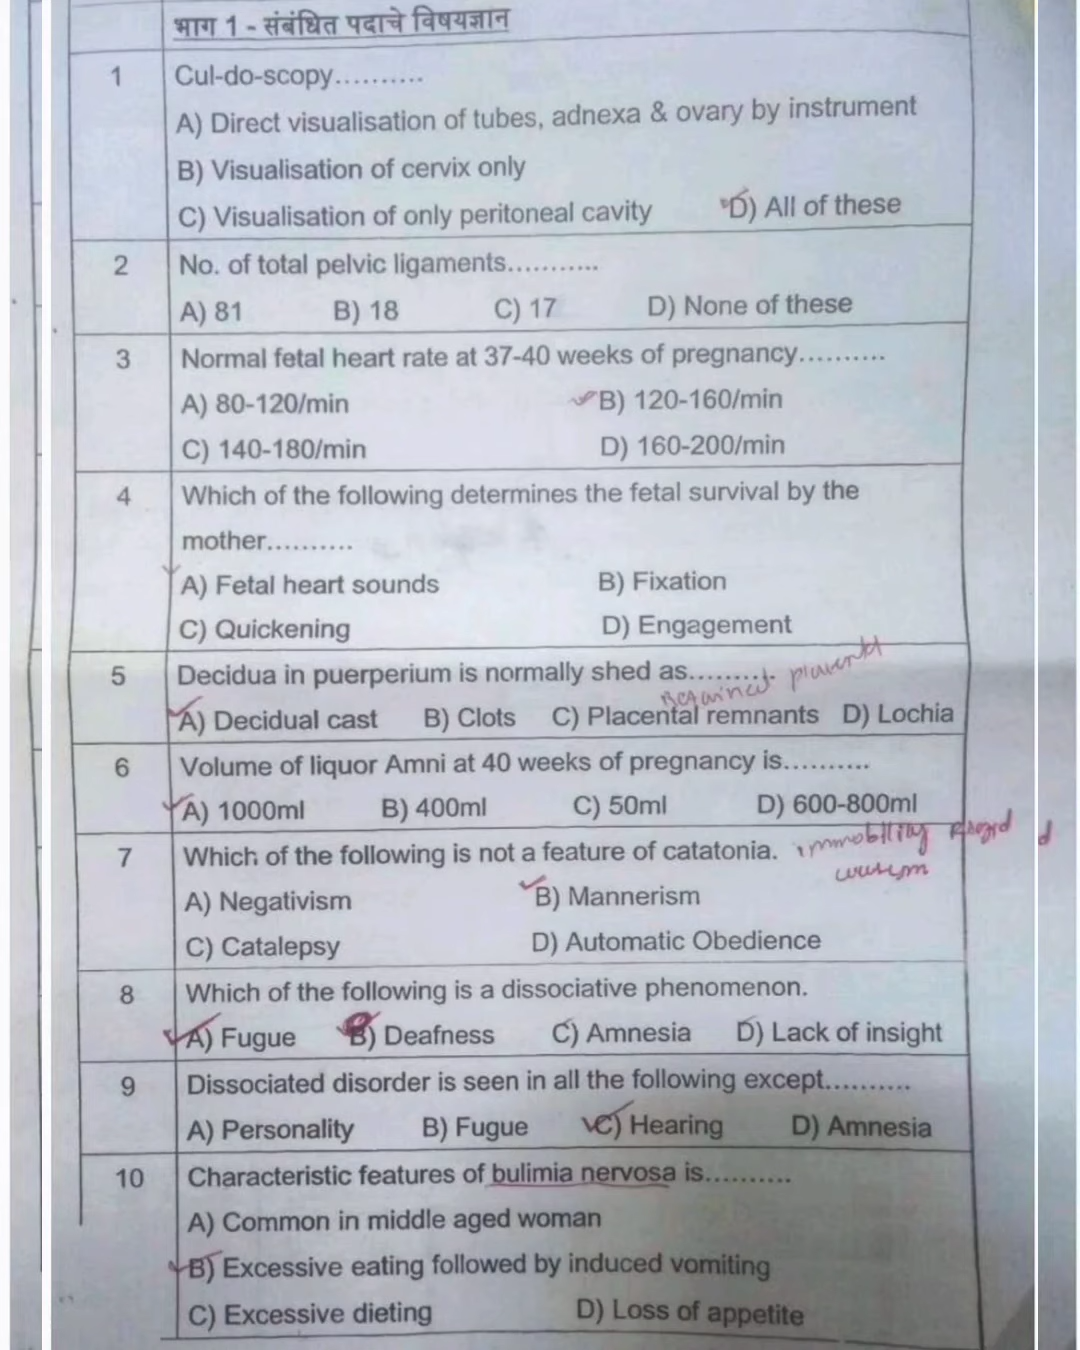 भाग 1 - संबंधित पदाचे विषयज्ञान
1 Cul-do-scopy..........
A) Direct visualisation of tubes, adnexa & ovary by instrument
B) Visualisation of cervix only
C) Visualisation of only peritoneal cavity D) All of these
2 No. of total pelvic ligaments...........
A) 81 B) 18 C) 17 D) None of these
3 Normal fetal heart rate at 37-40 weeks of pregnancy..........
A) 80-120/min B) 120-160/min
C) 140-180/min D) 160-200/min
4 Which of the following determines the fetal survival by the
mother..........
A) Fetal heart sounds B) Fixation
C) Quickening D) Engagement
5 Decidua in puerperium is normally shed as..........
Retained placenta
A) Decidual cast B) Clots C) Placental remnants D) Lochia
6 Volume of liquor Amni at 40 weeks of pregnancy is..........
A) 1000ml B) 400ml C) 50ml D) 600-800ml
7 Which of the following is not a feature of catatonia. immobility
A) Negativism B) Mannerism
C) Catalepsy D) Automatic Obedience
8 Which of the following is a dissociative phenomenon.
A) Fugue B) Deafness C) Amnesia D) Lack of insight
9 Dissociated disorder is seen in all the following except..........
A) Personality B) Fugue C) Hearing D) Amnesia
10 Characteristic features of bulimia nervosa is..........
A) Common in middle aged woman
B) Excessive eating followed by induced vomiting
C) Excessive dieting D) Loss of appetite